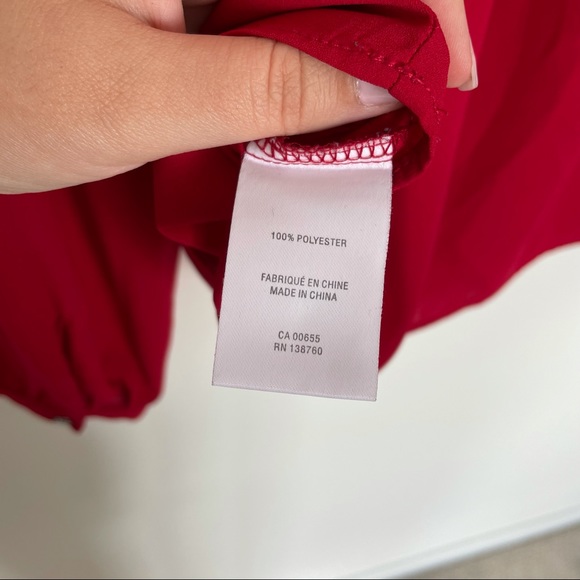 100% POLYESTER
FABRIQUÉ EN CHINE
MADE IN CHINA
CA 00655
RN 138760